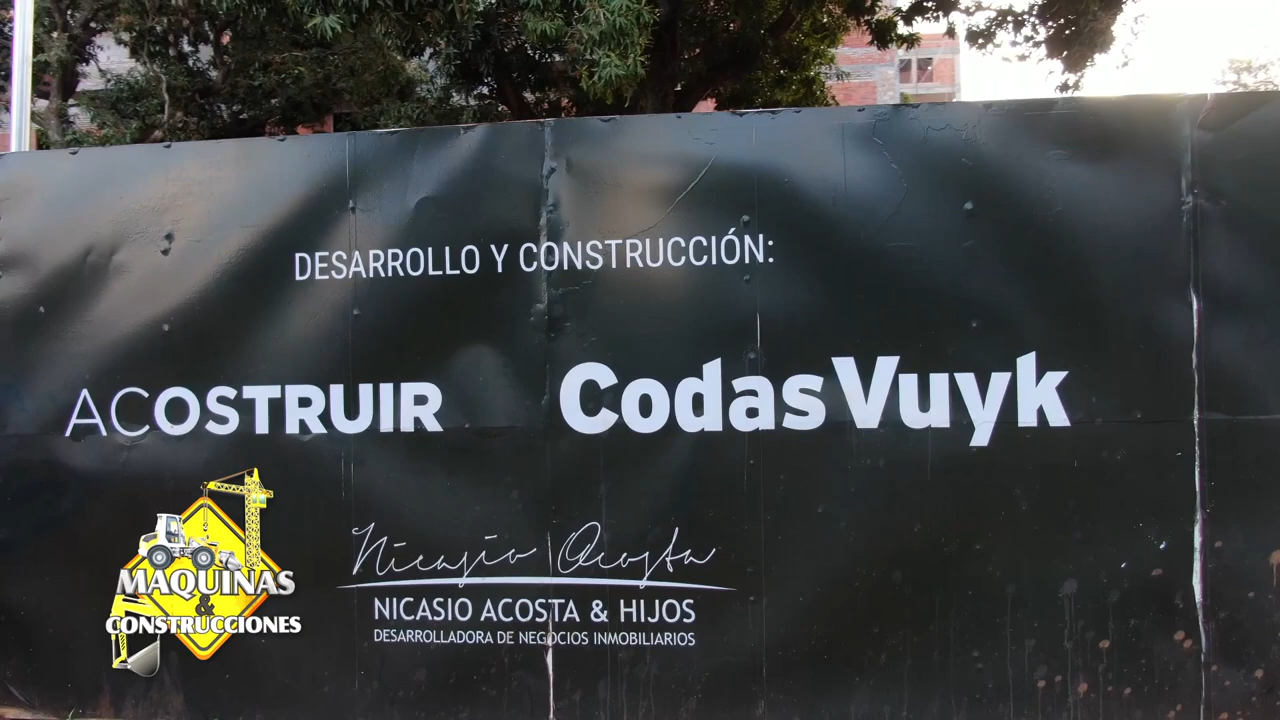 DESARROLLO Y CONSTRUCCIÓN:
ACOSTRUIR
CodasVuyk
Nicasio Acosta
NICASIO ACOSTA & HIJOS
DESARROLLADORA DE NEGOCIOS INMOBILIARIOS
MAQUINAS
&
CONSTRUCCIONES